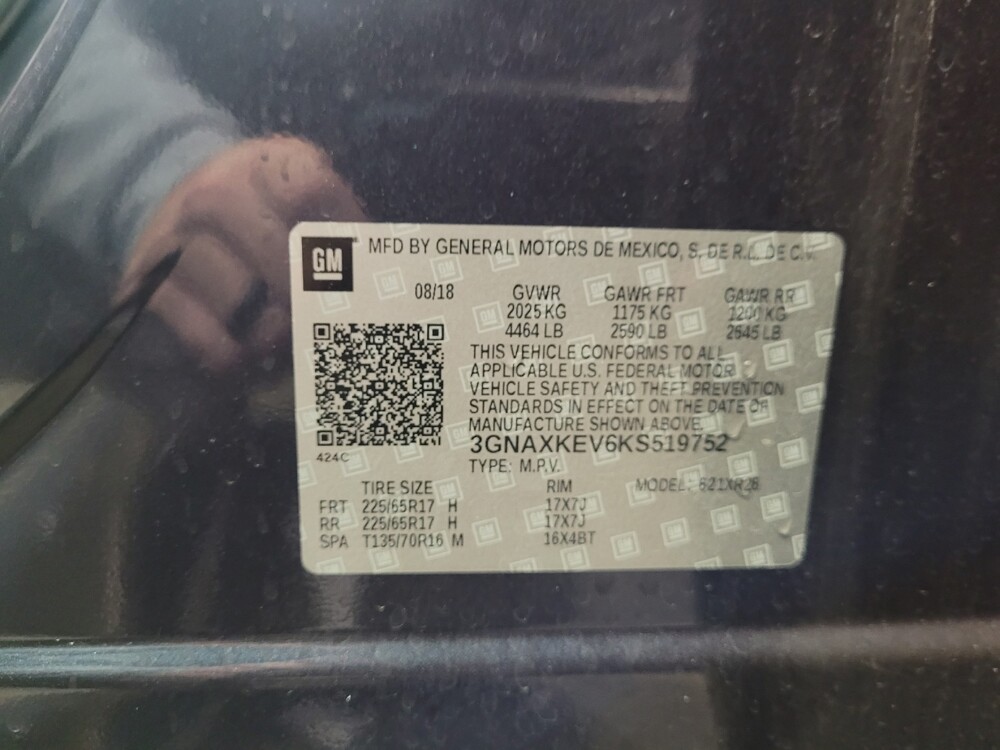 GM MFD BY GENERAL MOTORS DE MEXICO, S. DE R.L. DE C.V.
08/18 GVWR GAWR FRT GAWR RR
2025 KG 1175 KG 1200 KG
4464 LB 2590 LB 2645 LB
THIS VEHICLE CONFORMS TO ALL
APPLICABLE U.S. FEDERAL MOTOR
VEHICLE SAFETY AND THEFT PREVENTION
STANDARDS IN EFFECT ON THE DATE OF
MANUFACTURE SHOWN ABOVE.
3GNAXKEV6KS519752
424C
TYPE: M.P.V. MODEL:
TIRE SIZE RIM
FRT 225/65R17 H 17X7J
RR 225/65R17 H 17X7J
SPA T135/70R16 M 16X4BT